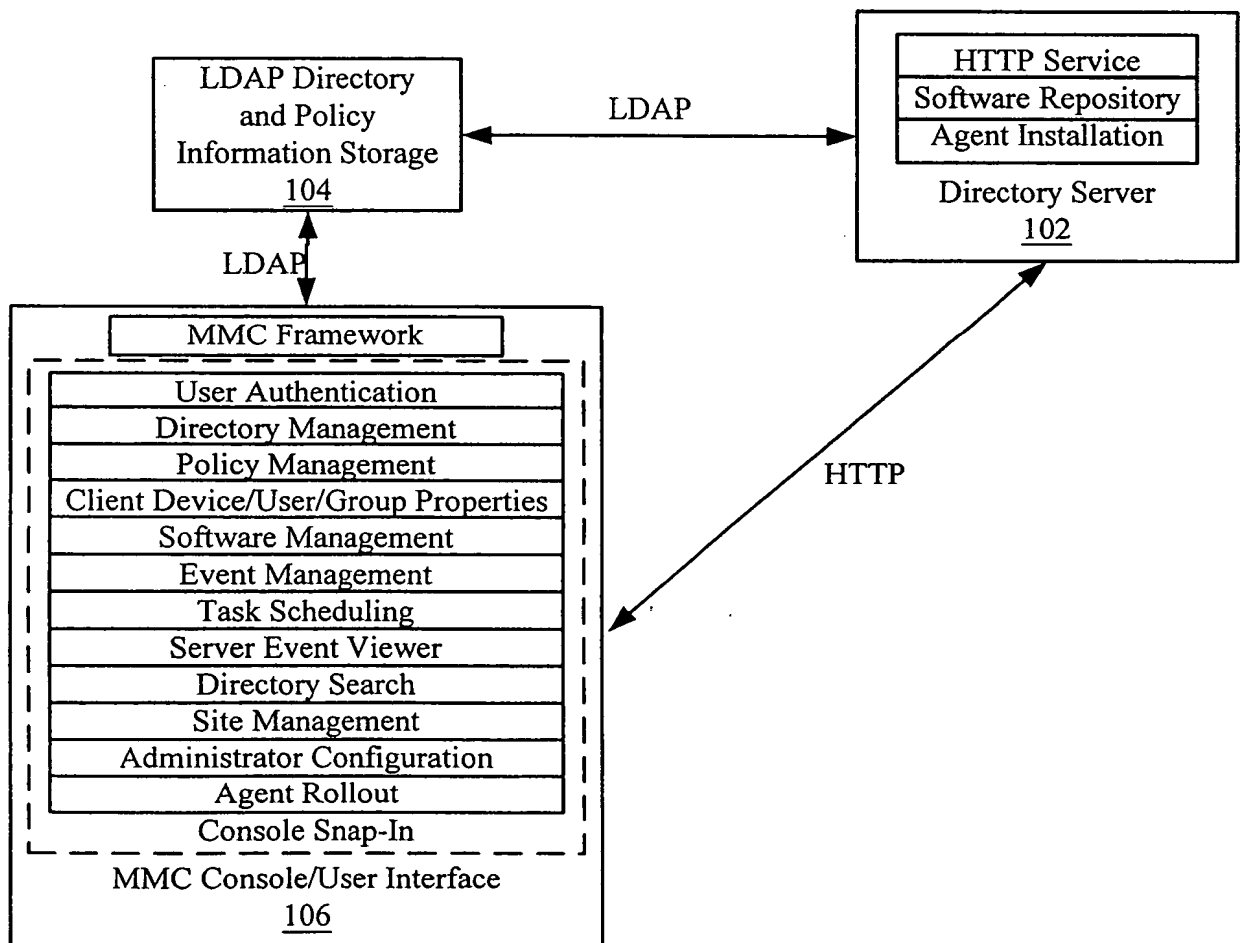 LDAP Directory
and Policy
Information Storage
104
LDAP
HTTP Service
Software Repository
Agent Installation
Directory Server
102
LDAP
MMC Framework
User Authentication
Directory Management
Policy Management
Client Device/User/Group Properties
Software Management
Event Management
Task Scheduling
Server Event Viewer
Directory Search
Site Management
Administrator Configuration
Agent Rollout
Console Snap-In
MMC Console/User Interface
106
HTTP